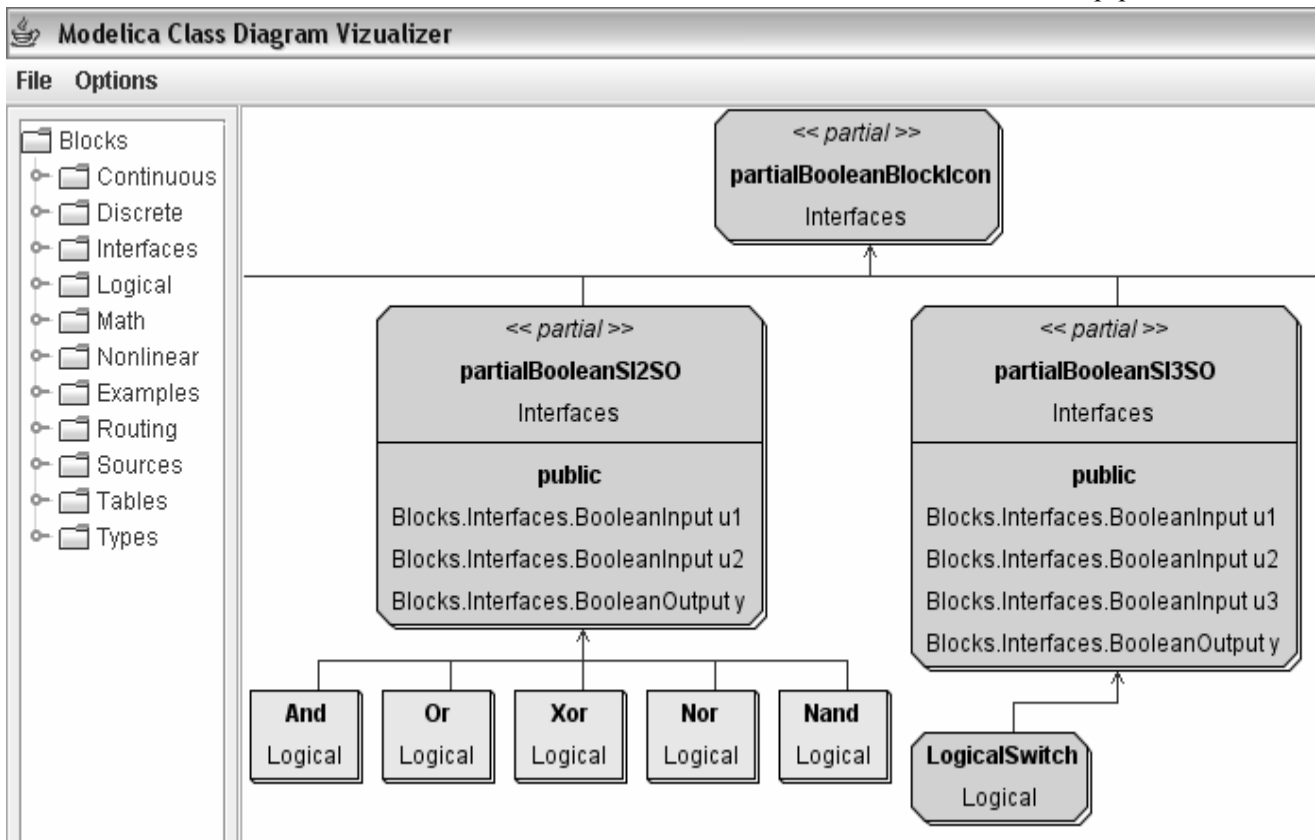 Modelica Class Diagram Vizualizer
File Options
Blocks
Continuous
Discrete
Interfaces
Logical
Math
Nonlinear
Examples
Routing
Sources
Tables
Types
<< partial >>
partialBooleanBlockIcon
Interfaces
<< partial >>
partialBooleanSI2SO
Interfaces
public
Blocks.Interfaces.BooleanInput u1
Blocks.Interfaces.BooleanInput u2
Blocks.Interfaces.BooleanOutput y
<< partial >>
partialBooleanSI3SO
Interfaces
public
Blocks.Interfaces.BooleanInput u1
Blocks.Interfaces.BooleanInput u2
Blocks.Interfaces.BooleanInput u3
Blocks.Interfaces.BooleanOutput y
And
Logical
Or
Logical
Xor
Logical
Nor
Logical
Nand
Logical
LogicalSwitch
Logical